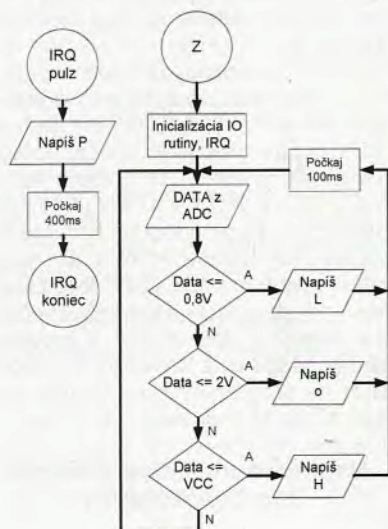 IRQ
pulz
Napíš P
Počkaj
400ms
IRQ
koniec
Z
Inicializácia IO
rutiny, IRQ
Počkaj
100ms
DATA z
ADC
Data <=
0,8V
A
Napíš
L
N
Data <= 2V
A
Napíš
o
N
Data <=
VCC
A
Napíš
H
N